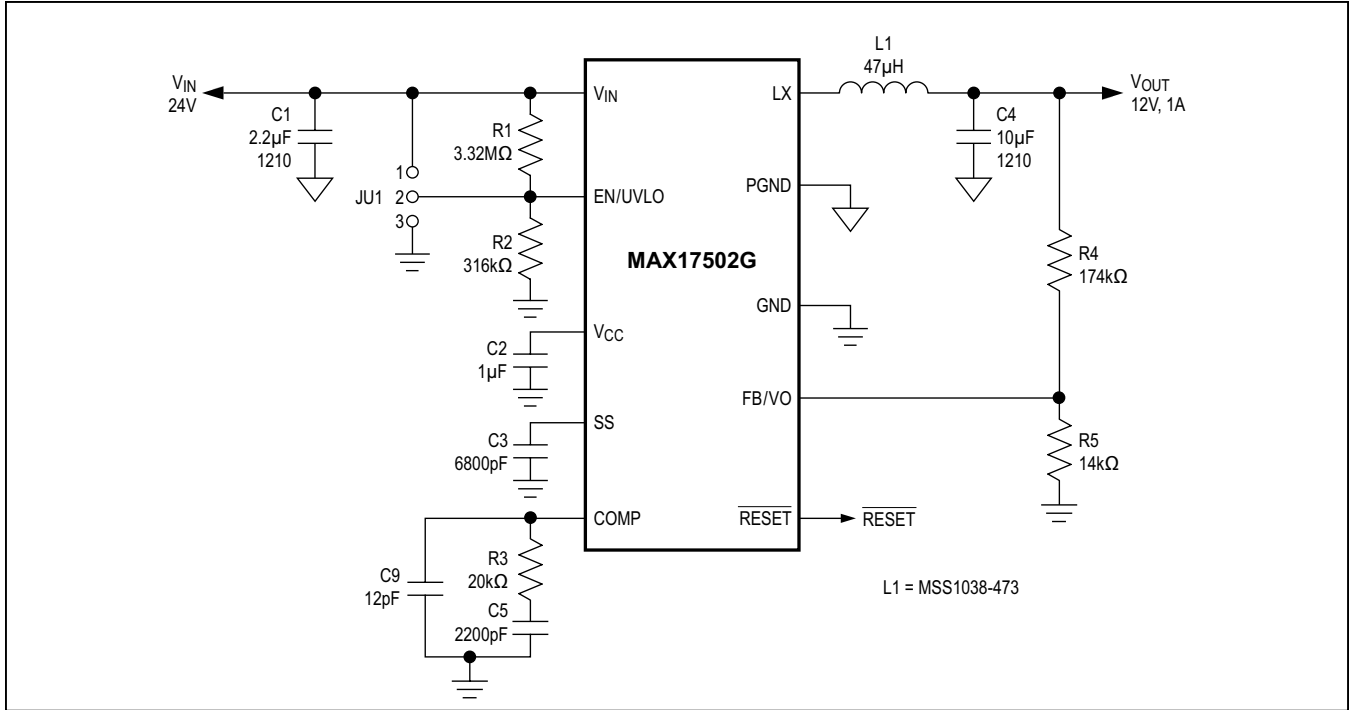 VIN
24V
C1
2.2µF
1210
JU1
1
2
3
R1
3.32MΩ
R2
316kΩ
C2
1µF
C3
6800pF
C9
12pF
R3
20kΩ
C5
2200pF
VIN
EN/UVLO
VCC
SS
COMP
MAX17502G
LX
PGND
GND
FB/VO
RESET
RESET
L1
47µH
C4
10µF
1210
VOUT
12V, 1A
R4
174kΩ
R5
14kΩ
L1 = MSS1038-473